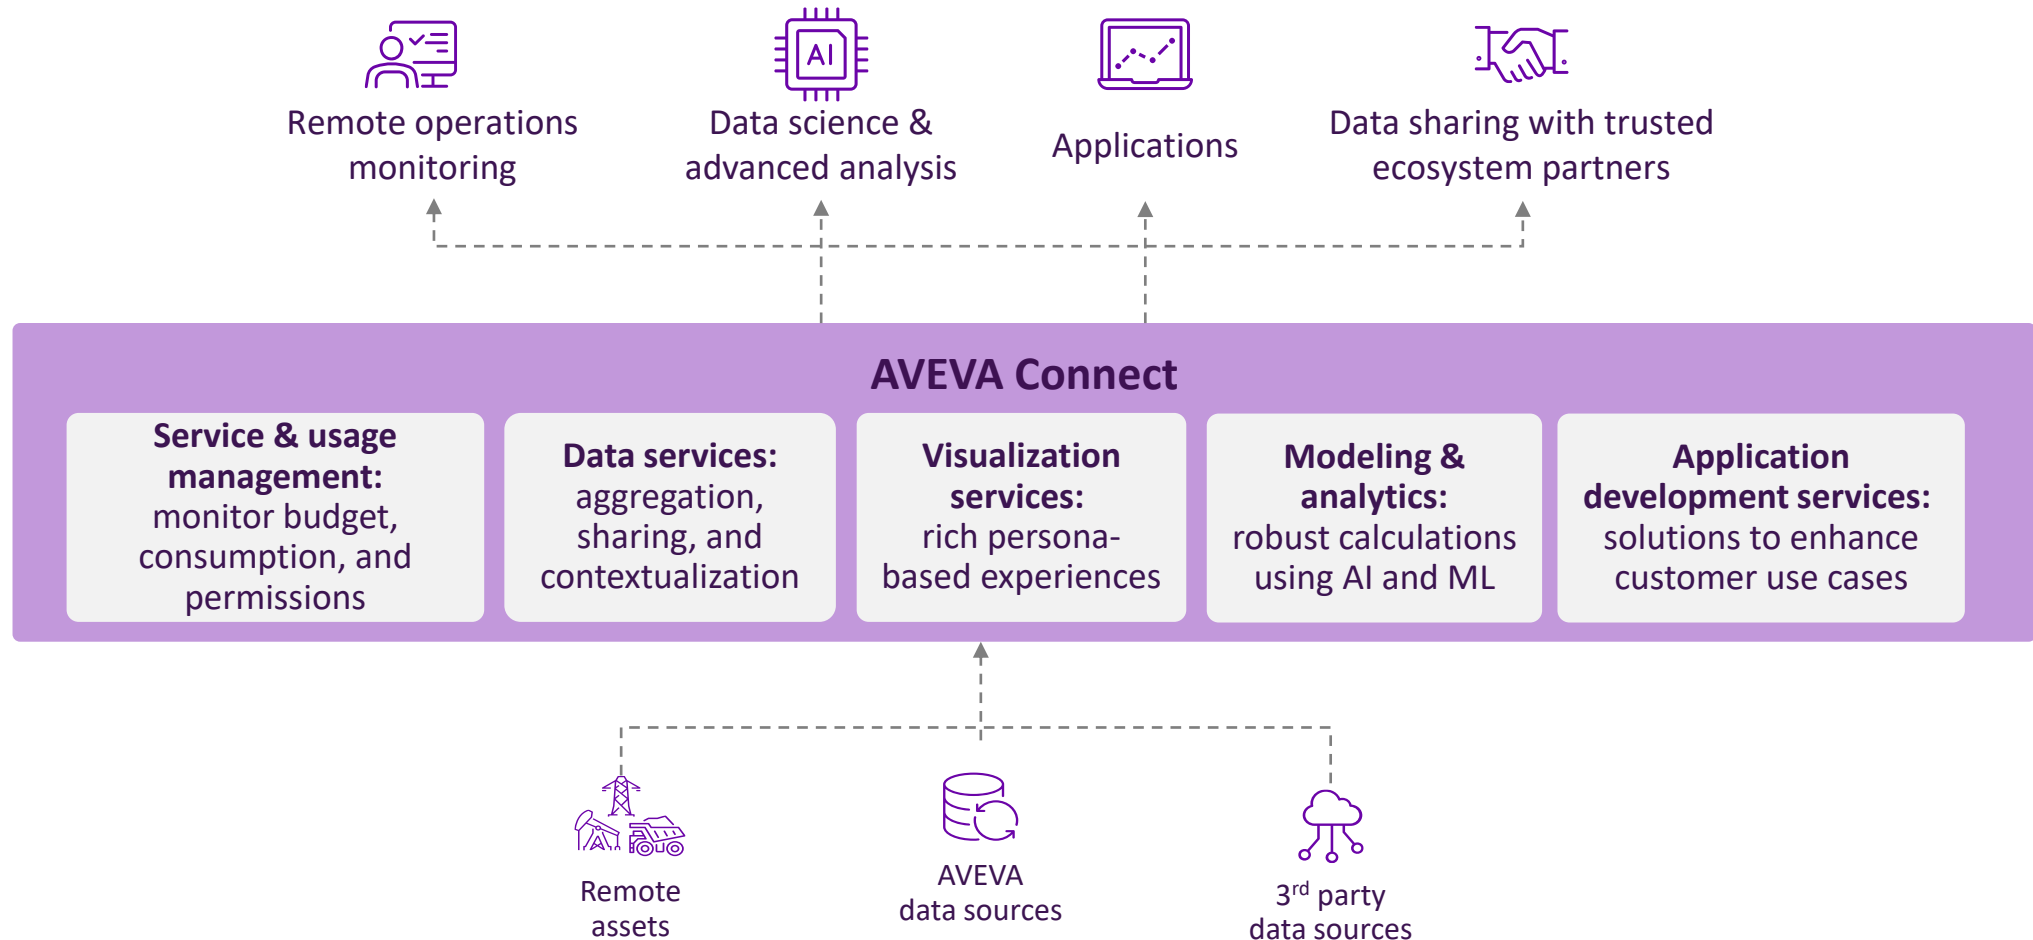 AI
Remote operations
monitoring
Data science &
advanced analysis
Applications
Data sharing with trusted
ecosystem partners
AVEVA Connect
Service & usage
management:
monitor budget,
consumption, and
permissions
Data services:
aggregation,
sharing, and
contextualization
Visualization
services:
rich persona-
based experiences
Modeling &
analytics:
robust calculations
using AI and ML
Application
development services:
solutions to enhance
customer use cases
Remote
assets
AVEVA
data sources
3rd party
data sources